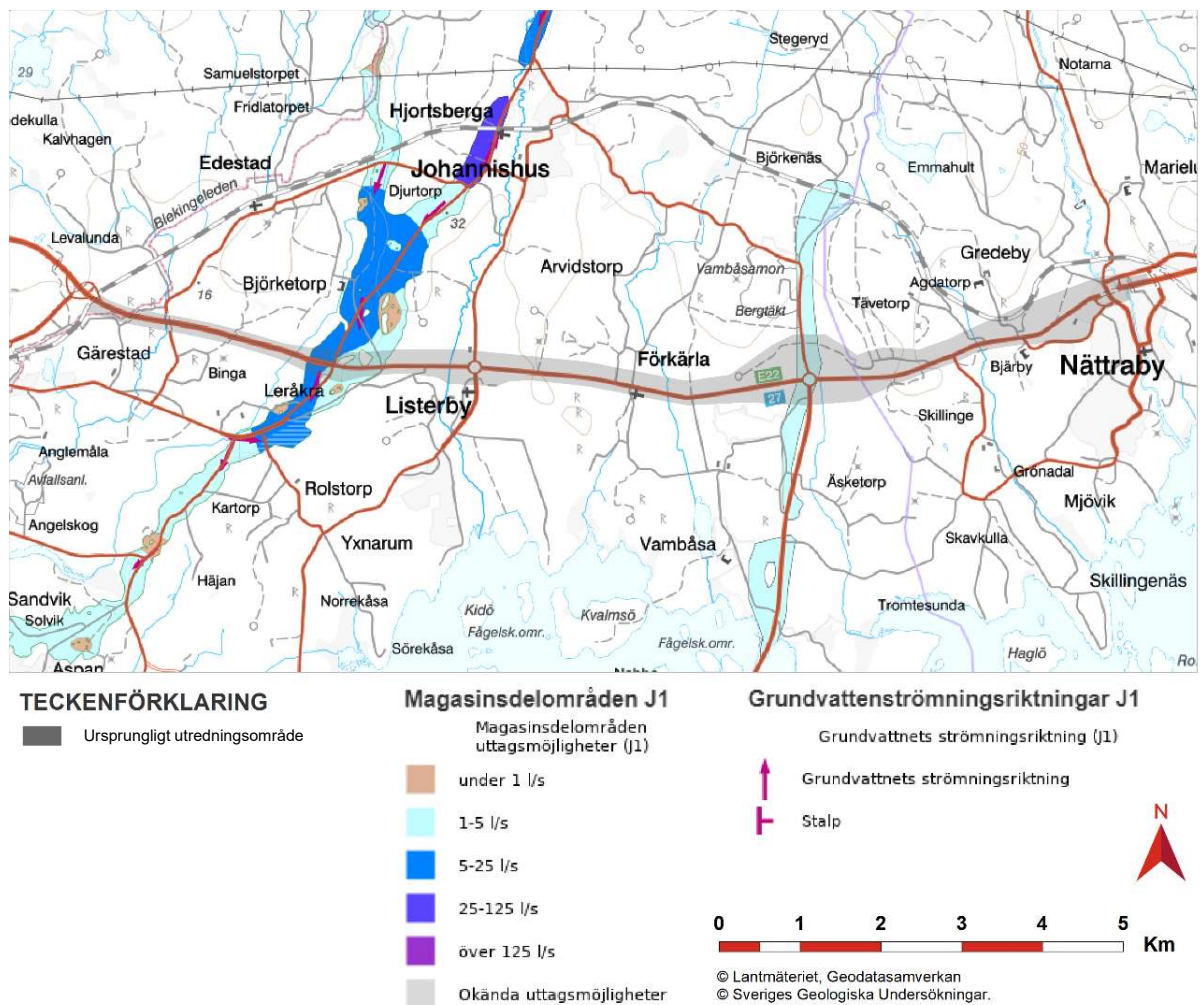 Stegeryd
29
Samuelstorpet
Notarna
Fridlatorpet
Hjortsberga
dekulla
Kalvhagen
Edestad
Johannishus
Björkenäs
Emmahult
Marielu
Djurtorp
Blekingeleden
32
Levalunda
Gredeby
Arvidstorp
Vambåsamon
Björketorp
Agdatorp
16
Tävetorp
Bergtäkt
Gärestad
Förkärla
Binga
Bjärby
Nättraby
E22
Leråkra
27
Listerby
Skillinge
Anglemåla
Avfallsanl.
Rolstorp
Äsketorp
Grönadal
Kartorp
Mjövik
Angelskog
Yxnarum
Vambåsa
Skavkulla
Häjan
Skillingenäs
Sandvik
Norrekåsa
Kidö
Kvalmsö
Tromtesunda
Solvik
Fågelsk.omr.
Sörekåsa
Fågelsk.omr.
Haglö
Ro
Aspan
TECKENFÖRKLARING
Ursprungligt utredningsområde
Magasinsdelområden J1
Magasinsdelområden
uttagsmöjligheter (J1)
under 1 l/s
1-5 l/s
5-25 l/s
25-125 l/s
över 125 l/s
Okända uttagsmöjligheter
Grundvattenströmningsriktningar J1
Grundvattnets strömningsriktning (J1)
Grundvattnets strömningsriktning
Stalp
N
0 1 2 3 4 5
Km
© Lantmäteriet, Geodatasamverkan
© Sveriges Geologiska Undersökningar.